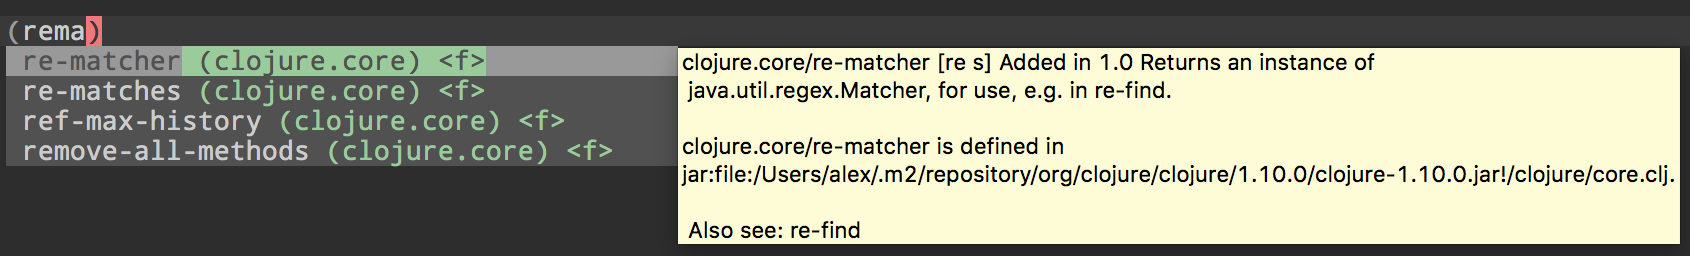 (rema)
re-matcher (clojure.core) <f>
re-matches (clojure.core) <f>
ref-max-history (clojure.core) <f>
remove-all-methods (clojure.core) <f>
clojure.core/re-matcher [re s] Added in 1.0 Returns an instance of
java.util.regex.Matcher, for use, e.g. in re-find.
clojure.core/re-matcher is defined in
jar:file:/Users/alex/.m2/repository/org/clojure/clojure/1.10.0/clojure-1.10.0.jar!/clojure/core.clj.
Also see: re-find